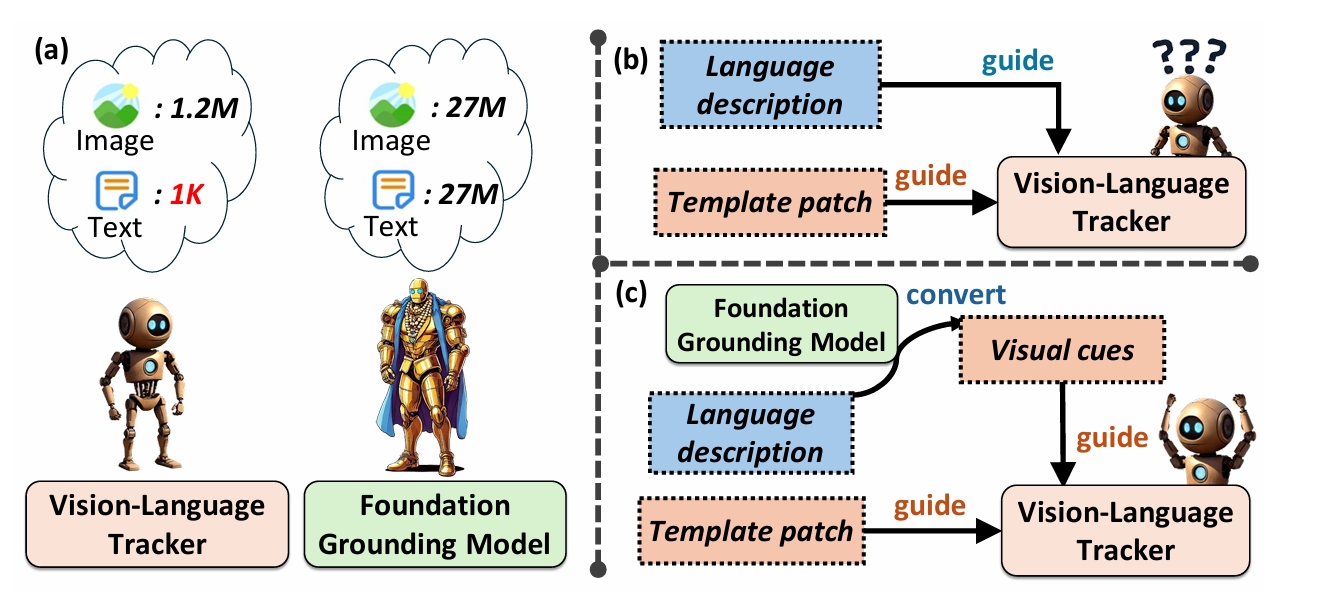 (a)
: 1.2M
Image
: 1K
Text
: 27M
Image
: 27M
Text
Vision-Language
Tracker
Foundation
Grounding Model
(b)
Language
description
guide
???
Template patch
guide
Vision-Language
Tracker
(c)
Foundation
Grounding Model
convert
Visual cues
Language
description
guide
Template patch
guide
Vision-Language
Tracker